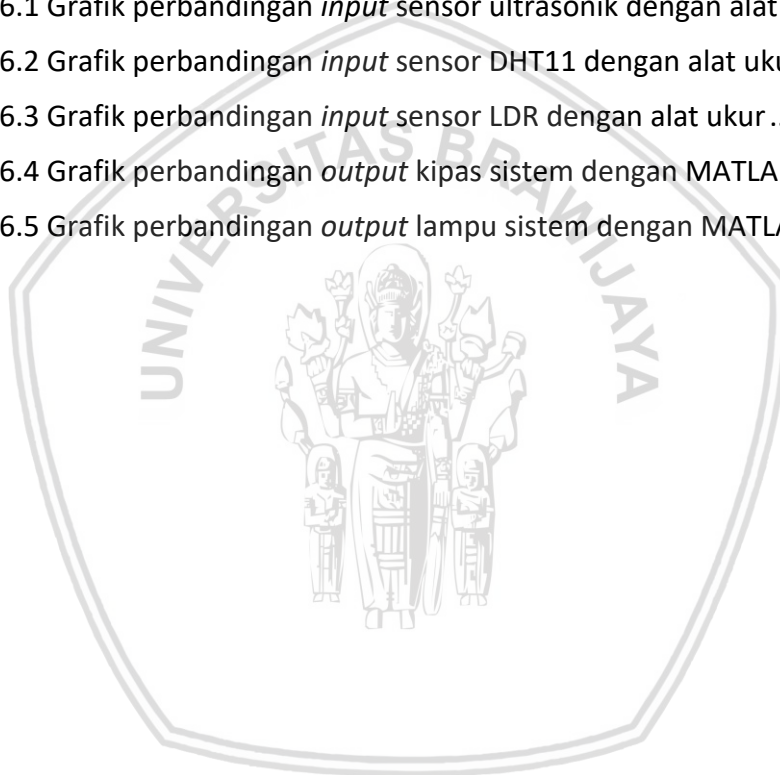 6.1 Grafik perbandingan input sensor ultrasonik dengan alat
6.2 Grafik perbandingan input sensor DHT11 dengan alat uku
6.3 Grafik perbandingan input sensor LDR dengan alat ukur..
6.4 Grafik perbandingan output kipas sistem dengan MATLA
6.5 Grafik perbandingan output lampu sistem dengan MATLA
UNIVERSITAS BRAWIJAYA